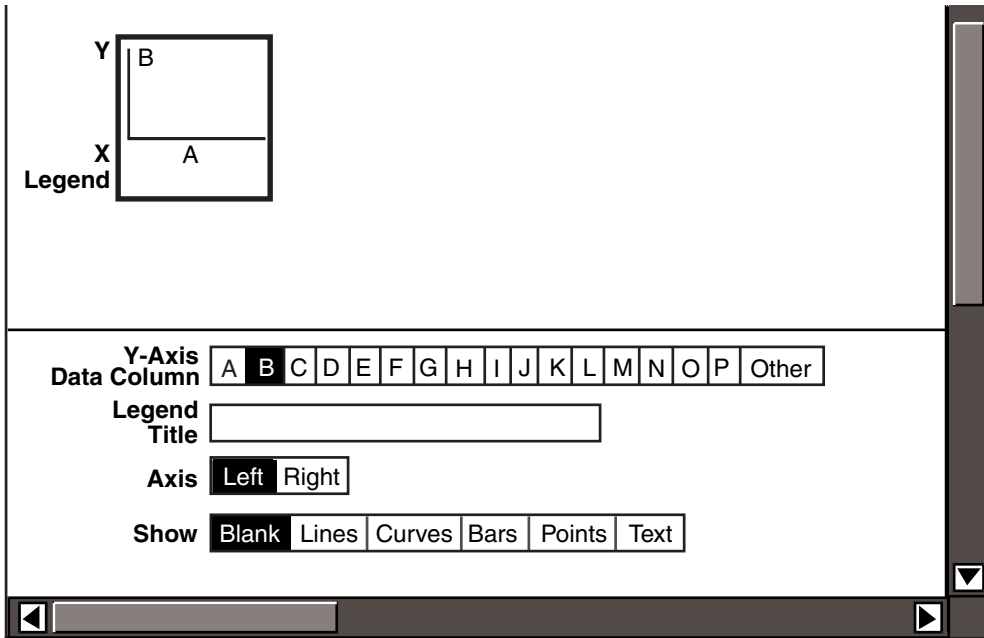 Y B
X A
Legend
Y-Axis
Data Column A B C D E F G H I J K L M N O P Other
Legend
Title
Axis Left Right
Show Blank Lines Curves Bars Points Text